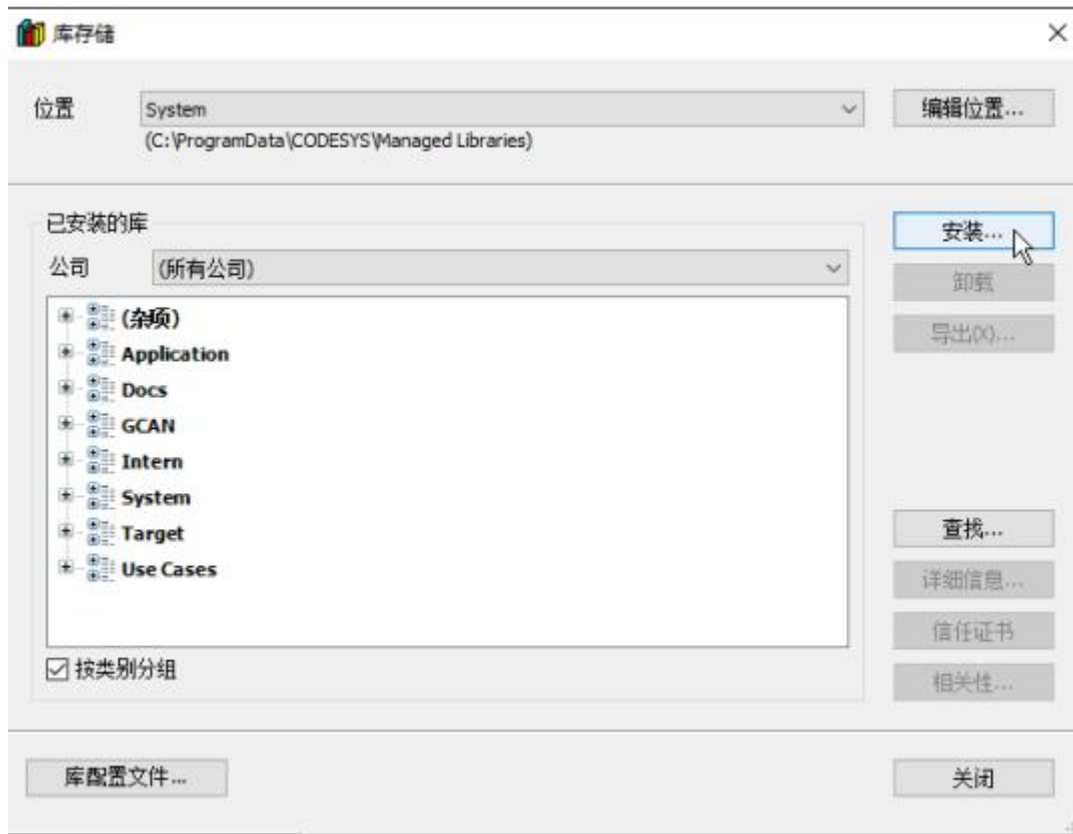 库存储
位置 System 编辑位置...
(C:\ProgramData\CODESYS\Managed Libraries)
已安装的库
安装...
公司 (所有公司)
卸载
(杂项)
导出(X)...
Application
Docs
GCAN
Intern
System
Target
查找...
Use Cases
详细信息...
信任证书
按类别分组
相关性...
库配置文件... 关闭